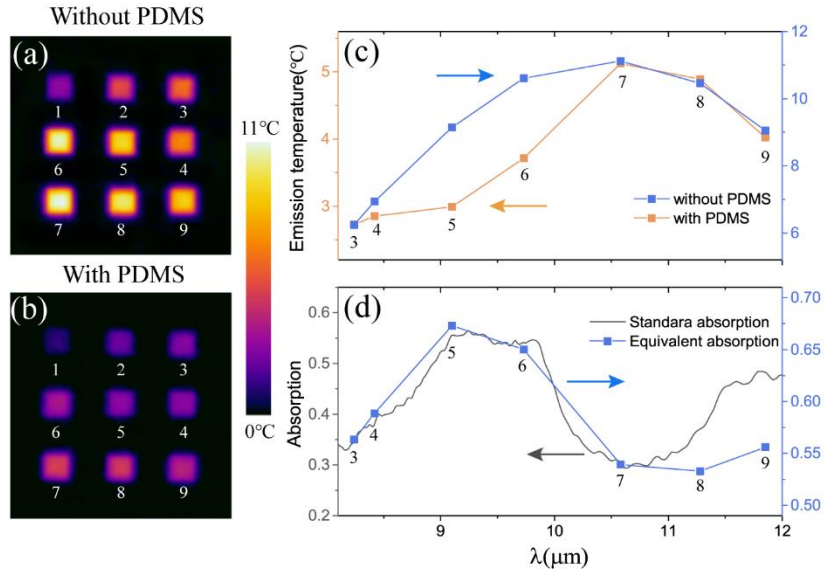 Without PDMS
(a)
1 2 3
6 5 4
7 8 9
With PDMS
(b)
1 2 3
6 5 4
7 8 9
11℃
0℃
(c)
Emission temperature(℃)
5
4
3
12
10
8
6
3 4 5 6 7 8 9
without PDMS
with PDMS
(d)
Absorption
0.6
0.5
0.4
0.3
0.2
0.70
0.65
0.60
0.55
0.50
Standara absorption
Equivalent absorption
3 4 5 6 7 8 9
9 10 11 12
λ(μm)